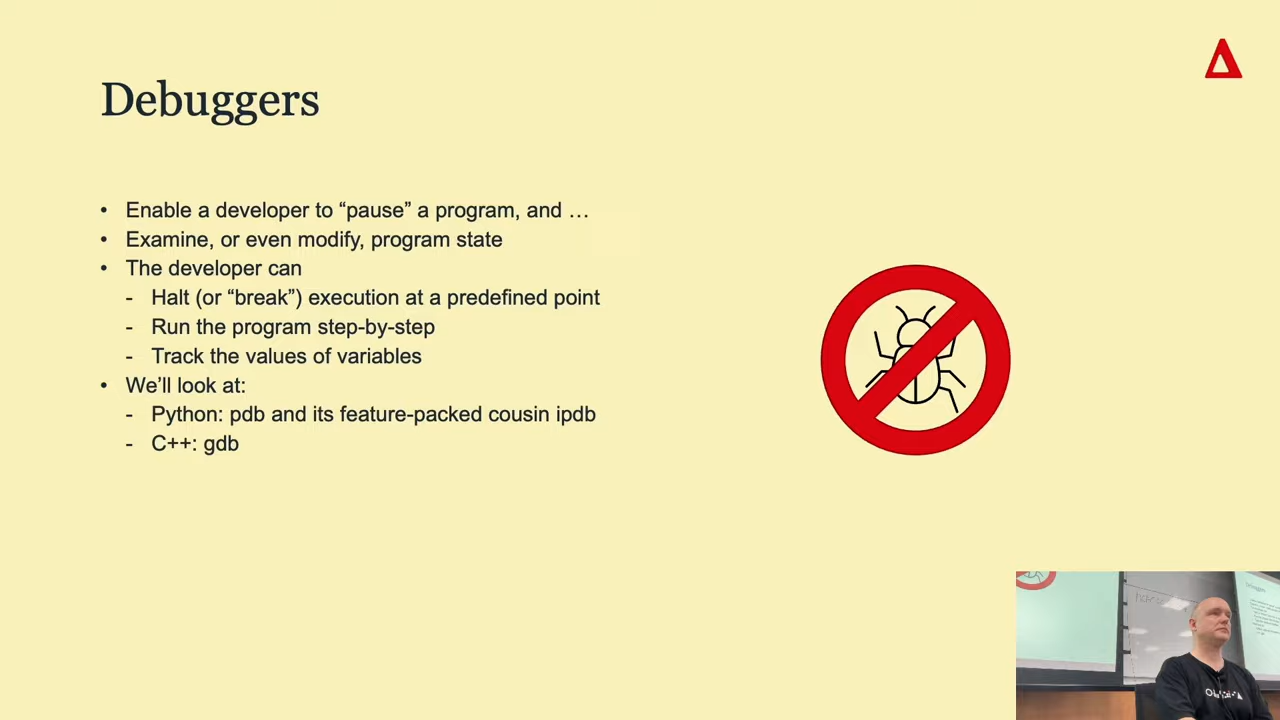 Debuggers
• Enable a developer to “pause” a program, and …
• Examine, or even modify, program state
• The developer can
- Halt (or “break”) execution at a predefined point
- Run the program step-by-step
- Track the values of variables
• We’ll look at:
- Python: pdb and its feature-packed cousin ipdb
- C++: gdb
Debuggers